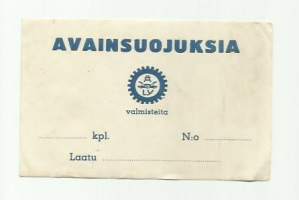 AVAINSUOJUKSIA
valmisteita
........ kpl. N:o ........
Laatu ........................